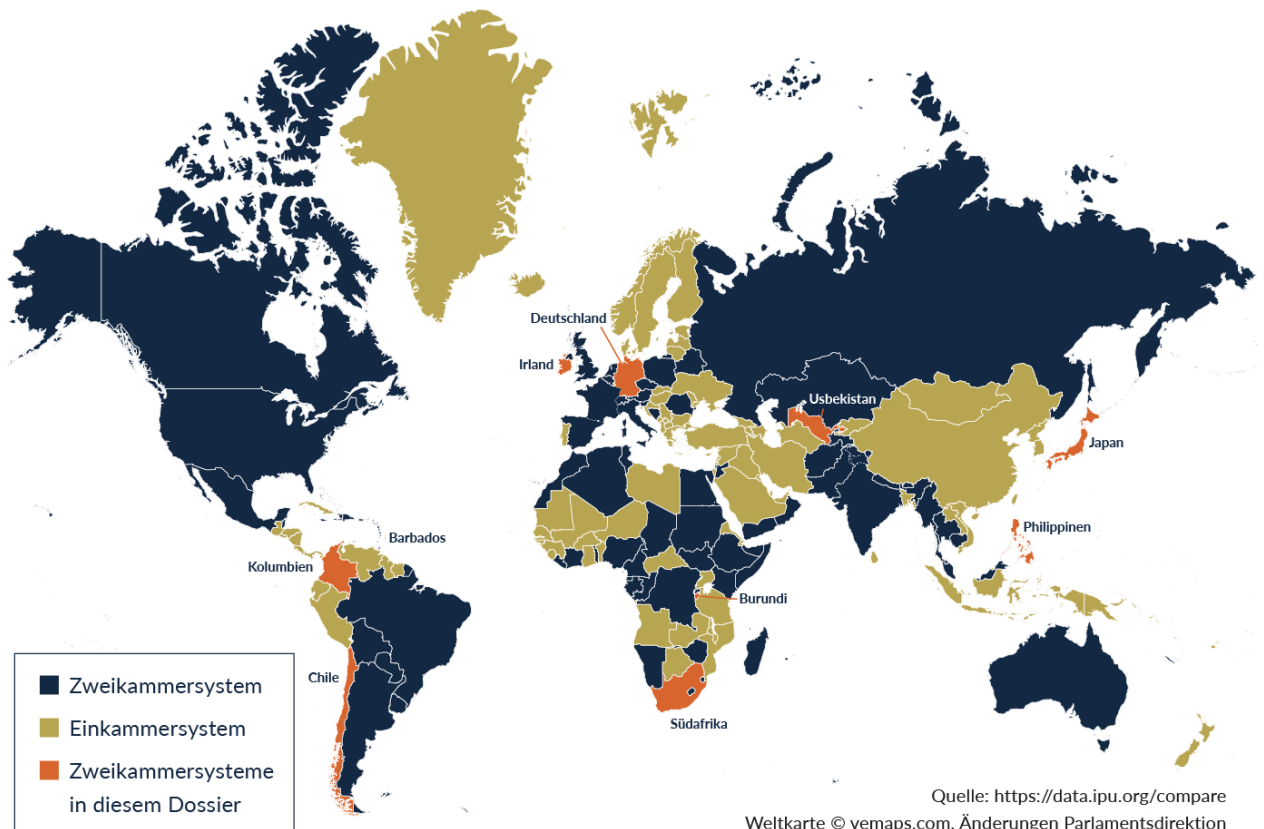 Deutschland
Irland
Usbekistan
Japan
Philippinen
Barbados
Kolumbien
Burundi
Chile
Südafrika
Zweikammersystem
Einkammersystem
Zweikammersysteme
in diesem Dossier
Quelle: https://data.ipu.org/compare
Weltkarte © vemaps.com, Änderungen Parlamentsdirektion